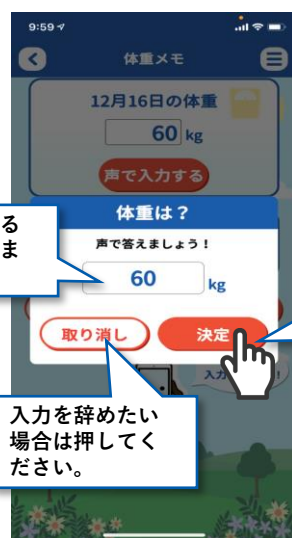 9:59
体重メモ
12月16日の体重
60 kg
声で入力する
体重は？
声で答えましょう！
る
ま
60 kg
取り消し
決定
入力
!
入力を辞めたい
場合は押してく
ださい。